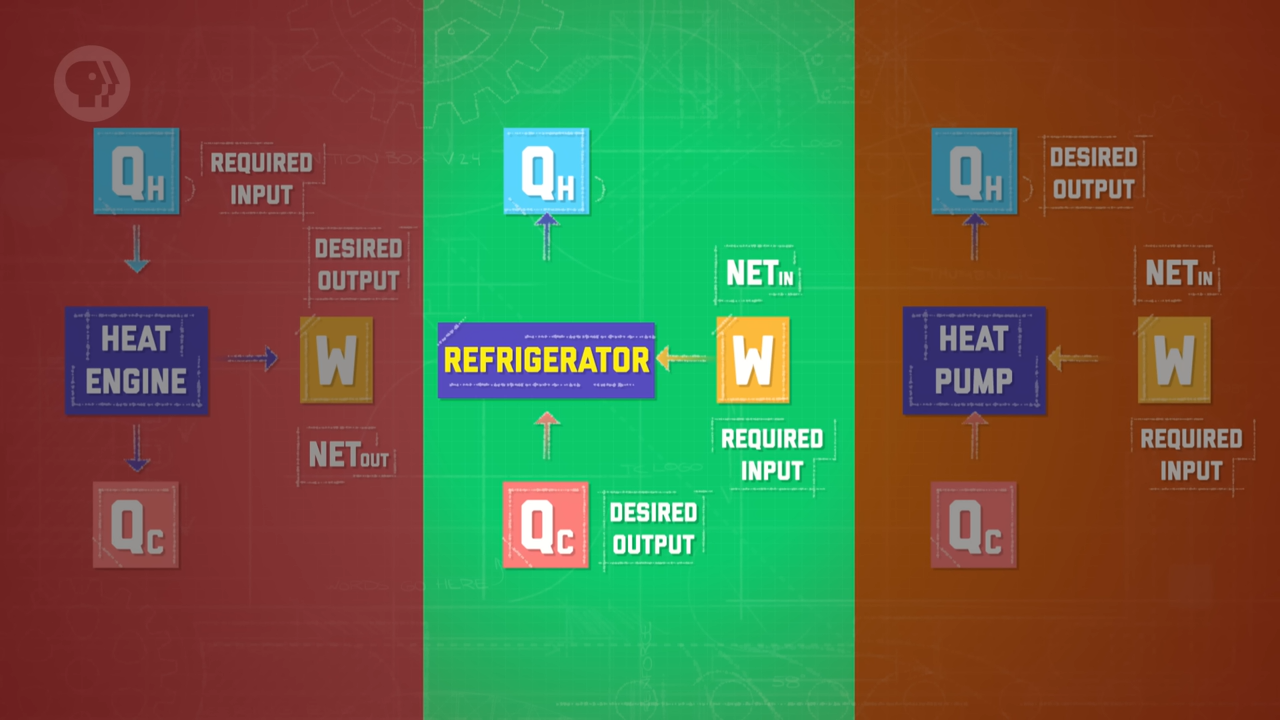 QH
REQUIRED
INPUT
DESIRED
OUTPUT
HEAT
ENGINE
W
NETOUT
QC
QH
NETIN
REFRIGERATOR
W
REQUIRED
INPUT
QC
DESIRED
OUTPUT
QH
DESIRED
OUTPUT
NETIN
HEAT
PUMP
W
REQUIRED
INPUT
QC